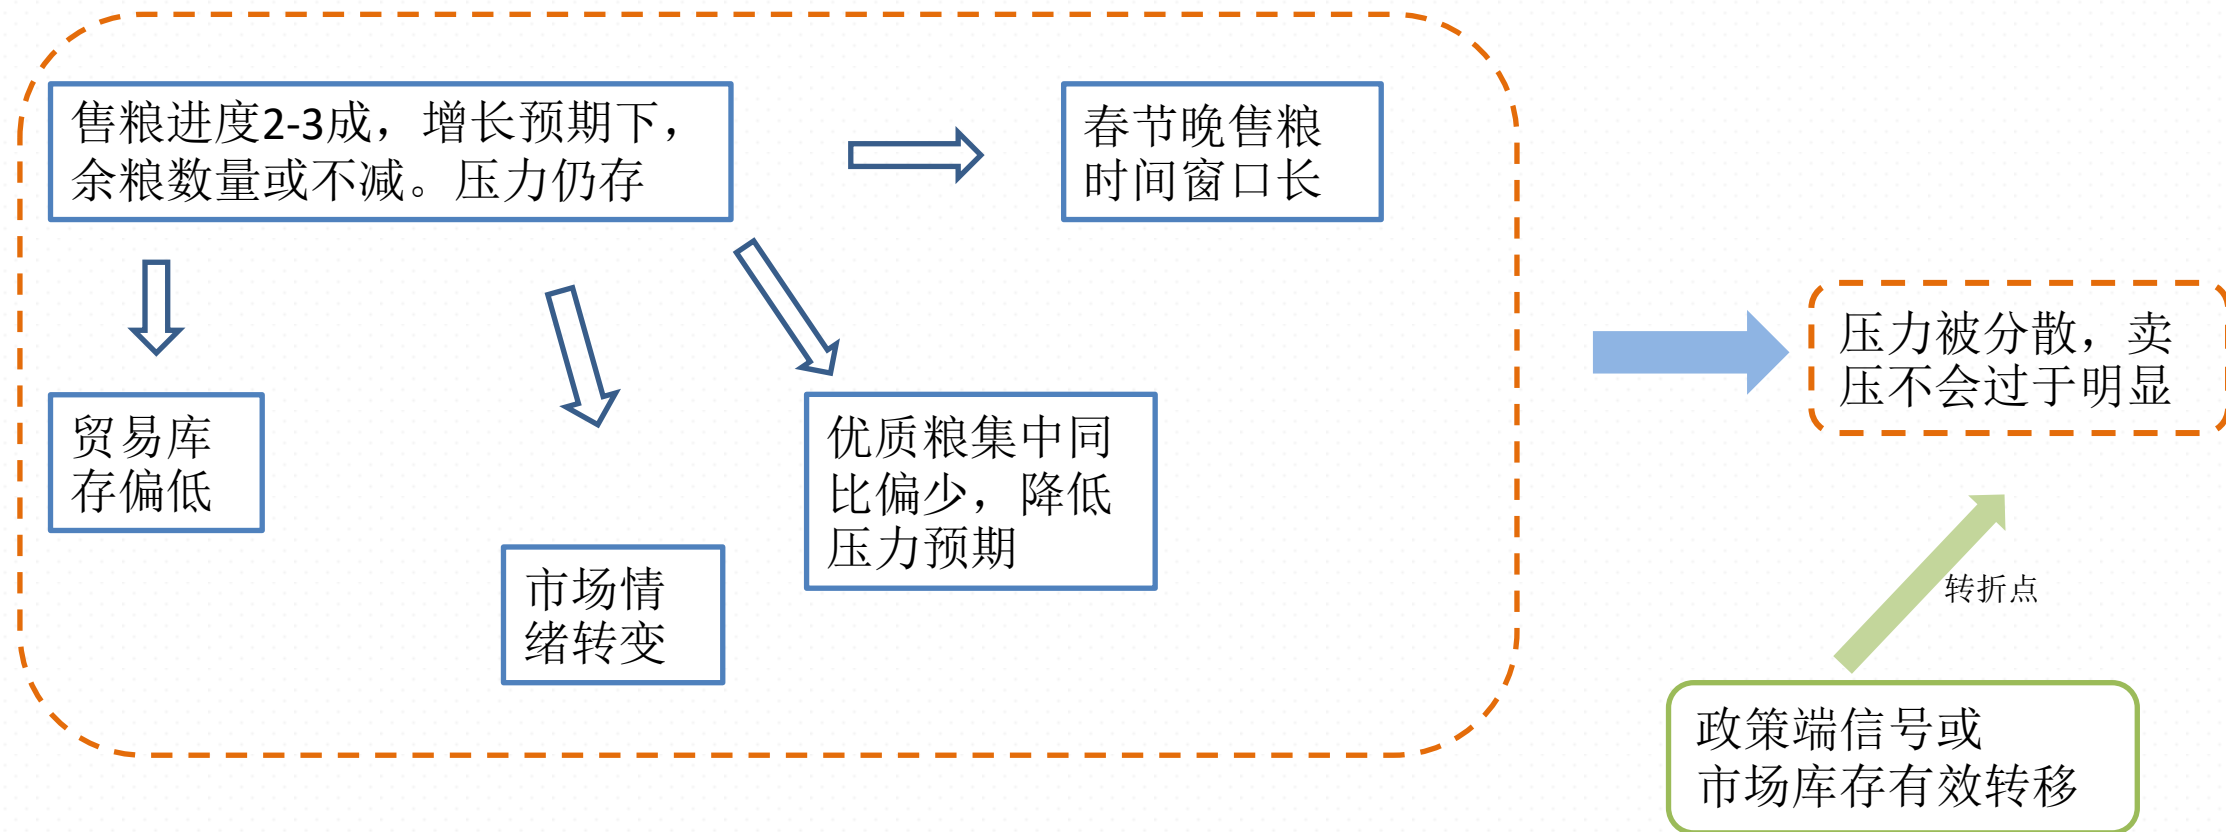 售粮进度2-3成，增长预期下，
余粮数量或不减。压力仍存
春节晚售粮
时间窗口长
贸易库
存偏低
市场情
绪转变
优质粮集中同
比偏少，降低
压力预期
压力被分散，卖
压不会过于明显
转折点
政策端信号或
市场库存有效转移